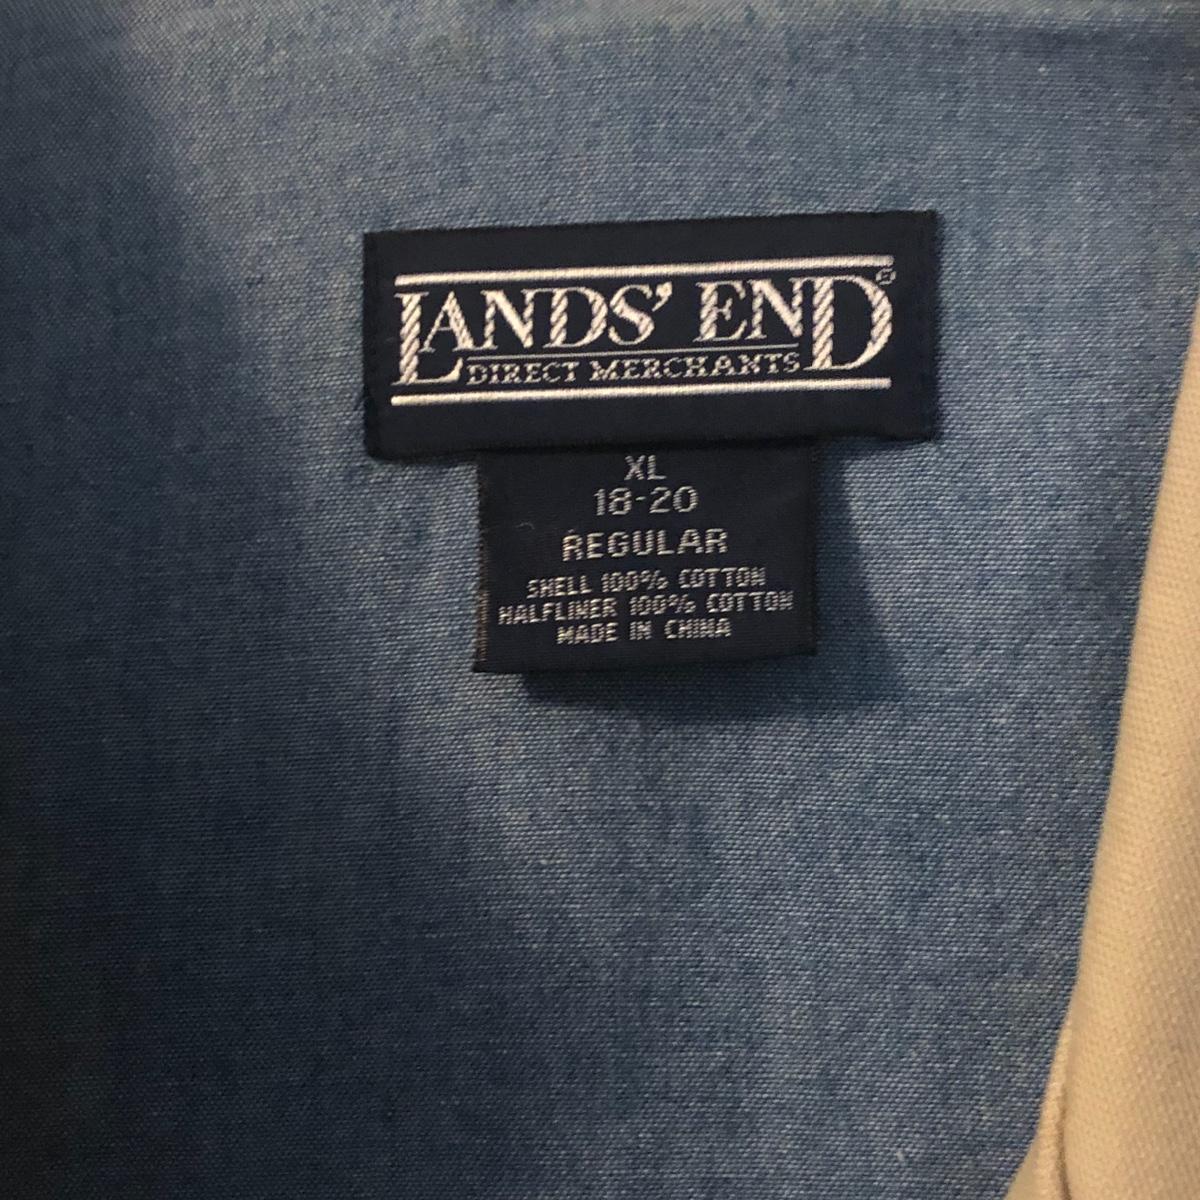 LANDS' END®
DIRECT MERCHANTS
XL
18-20
REGULAR
SHELL 100% COTTON
HALFLINER 100% COTTON
MADE IN CHINA